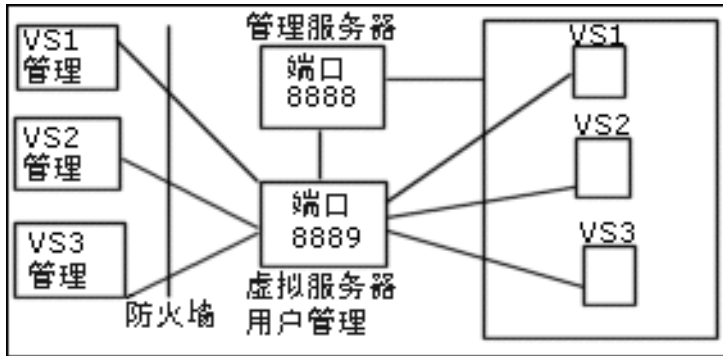 VS1
管理
VS2
管理
VS3
管理
防火墙
管理服务器
端口
8888
端口
8889
虚拟服务器
用户管理
VS1
VS2
VS3